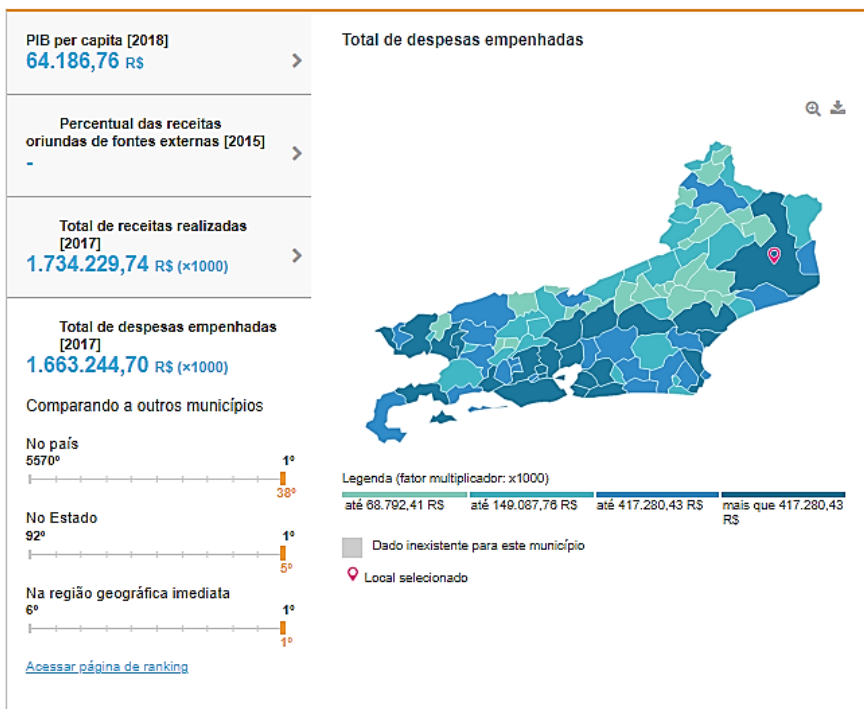 PIB per capita [2018]
64.186,76 R$
Percentual das receitas
oriundas de fontes externas [2015]
-
Total de receitas realizadas
[2017]
1.734.229,74 R$ (×1000)
Total de despesas empenhadas
[2017]
1.663.244,70 R$ (×1000)
Comparando a outros municípios
No país
5570º 1º
38º
No Estado
92º 1º
5º
Na região geográfica imediata
6º 1º
1º
Acessar página de ranking
Total de despesas empenhadas
Legenda (fator multiplicador: x1000)
até 68.792,41 R$ até 149.067,76 R$ até 417.280,43 R$ mais que 417.280,43
R$
Dado inexistente para este município
Local selecionado